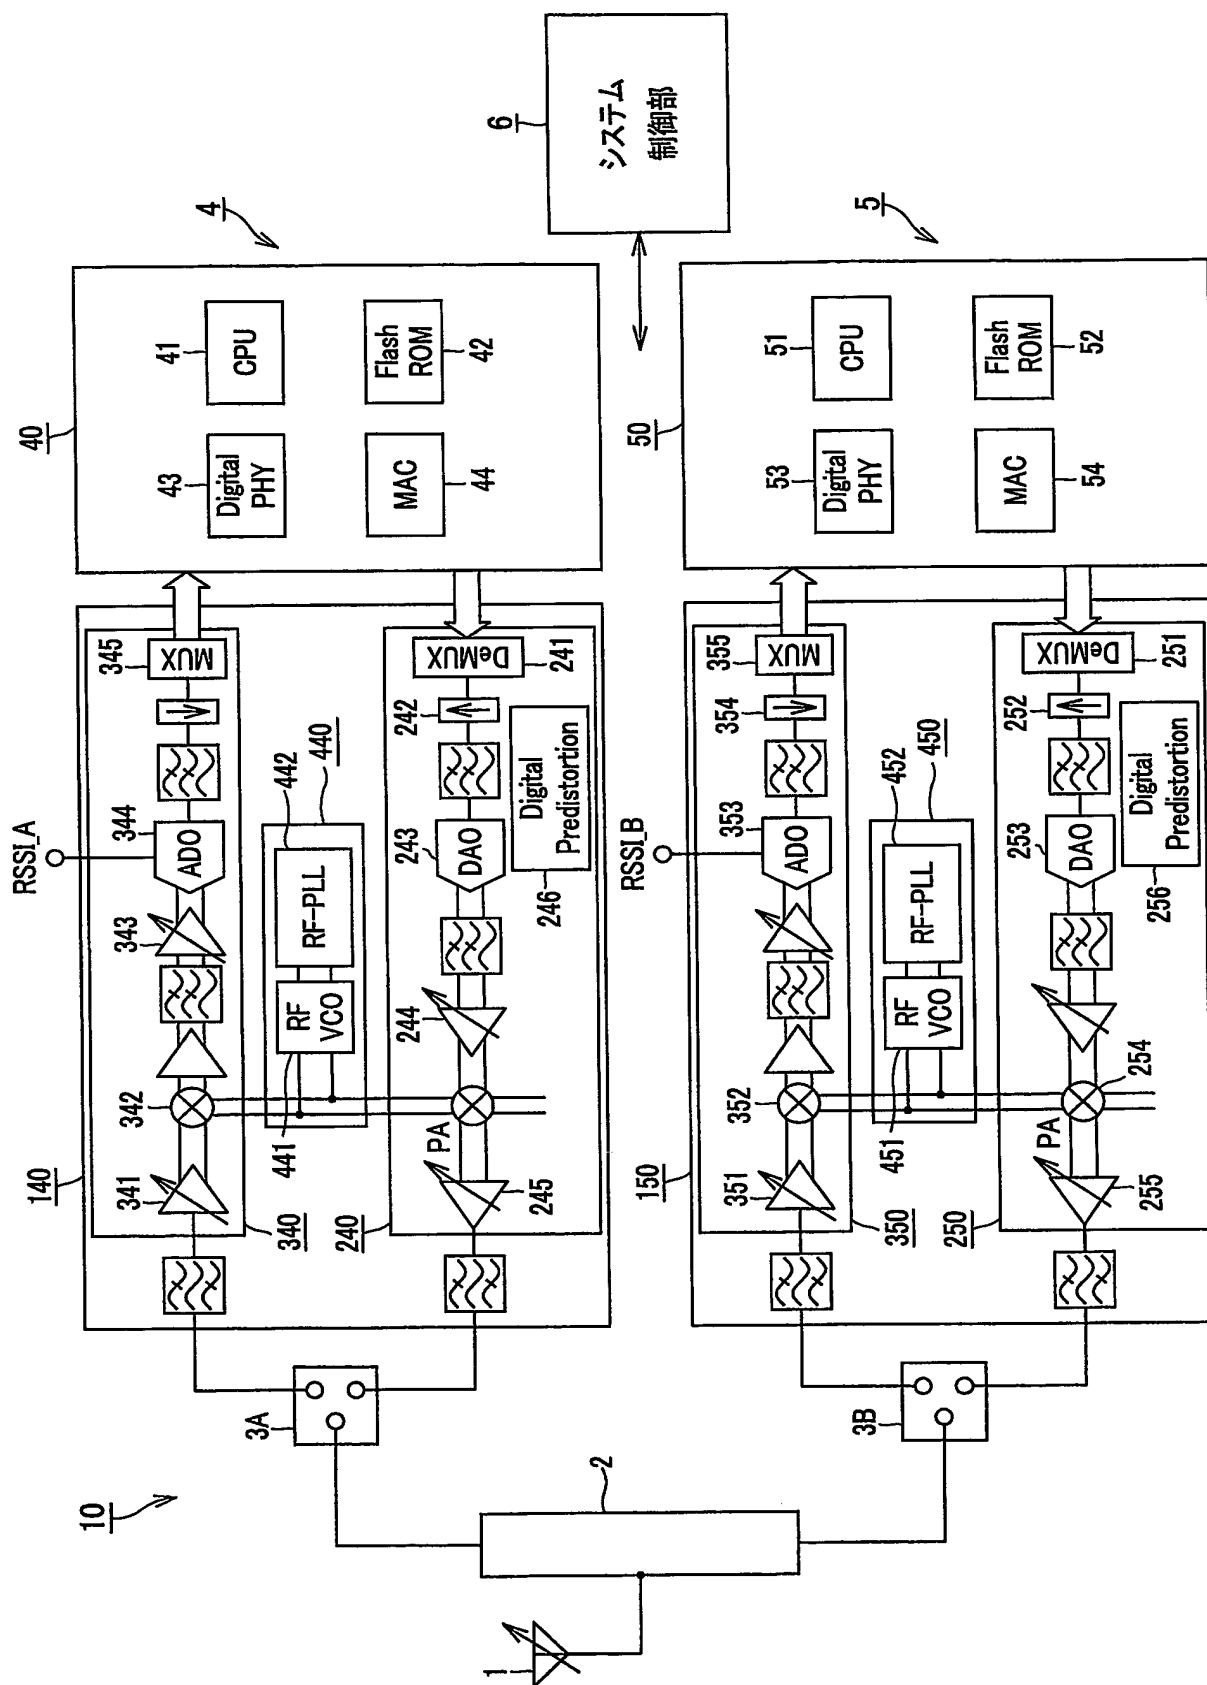 10
RSSI_A
140
341
342
343
344
345
ADO
MUX
340
441
RF
VCO
442
RF-PLL
440
240
PA
244
243
242
245
DAO
DeMUX
241
246
Digital
Predistortion
40
43
Digital
PHY
41
CPU
MAC
44
Flash
ROM
42
4
3A
1
2
6
システム
制御部
RSSI_B
150
351
352
353
354
355
ADO
MUX
350
451
RF
VCO
452
RF-PLL
450
250
PA
254
253
252
255
DAO
DeMUX
251
256
Digital
Predistortion
50
53
Digital
PHY
51
CPU
MAC
54
Flash
ROM
52
5
3B